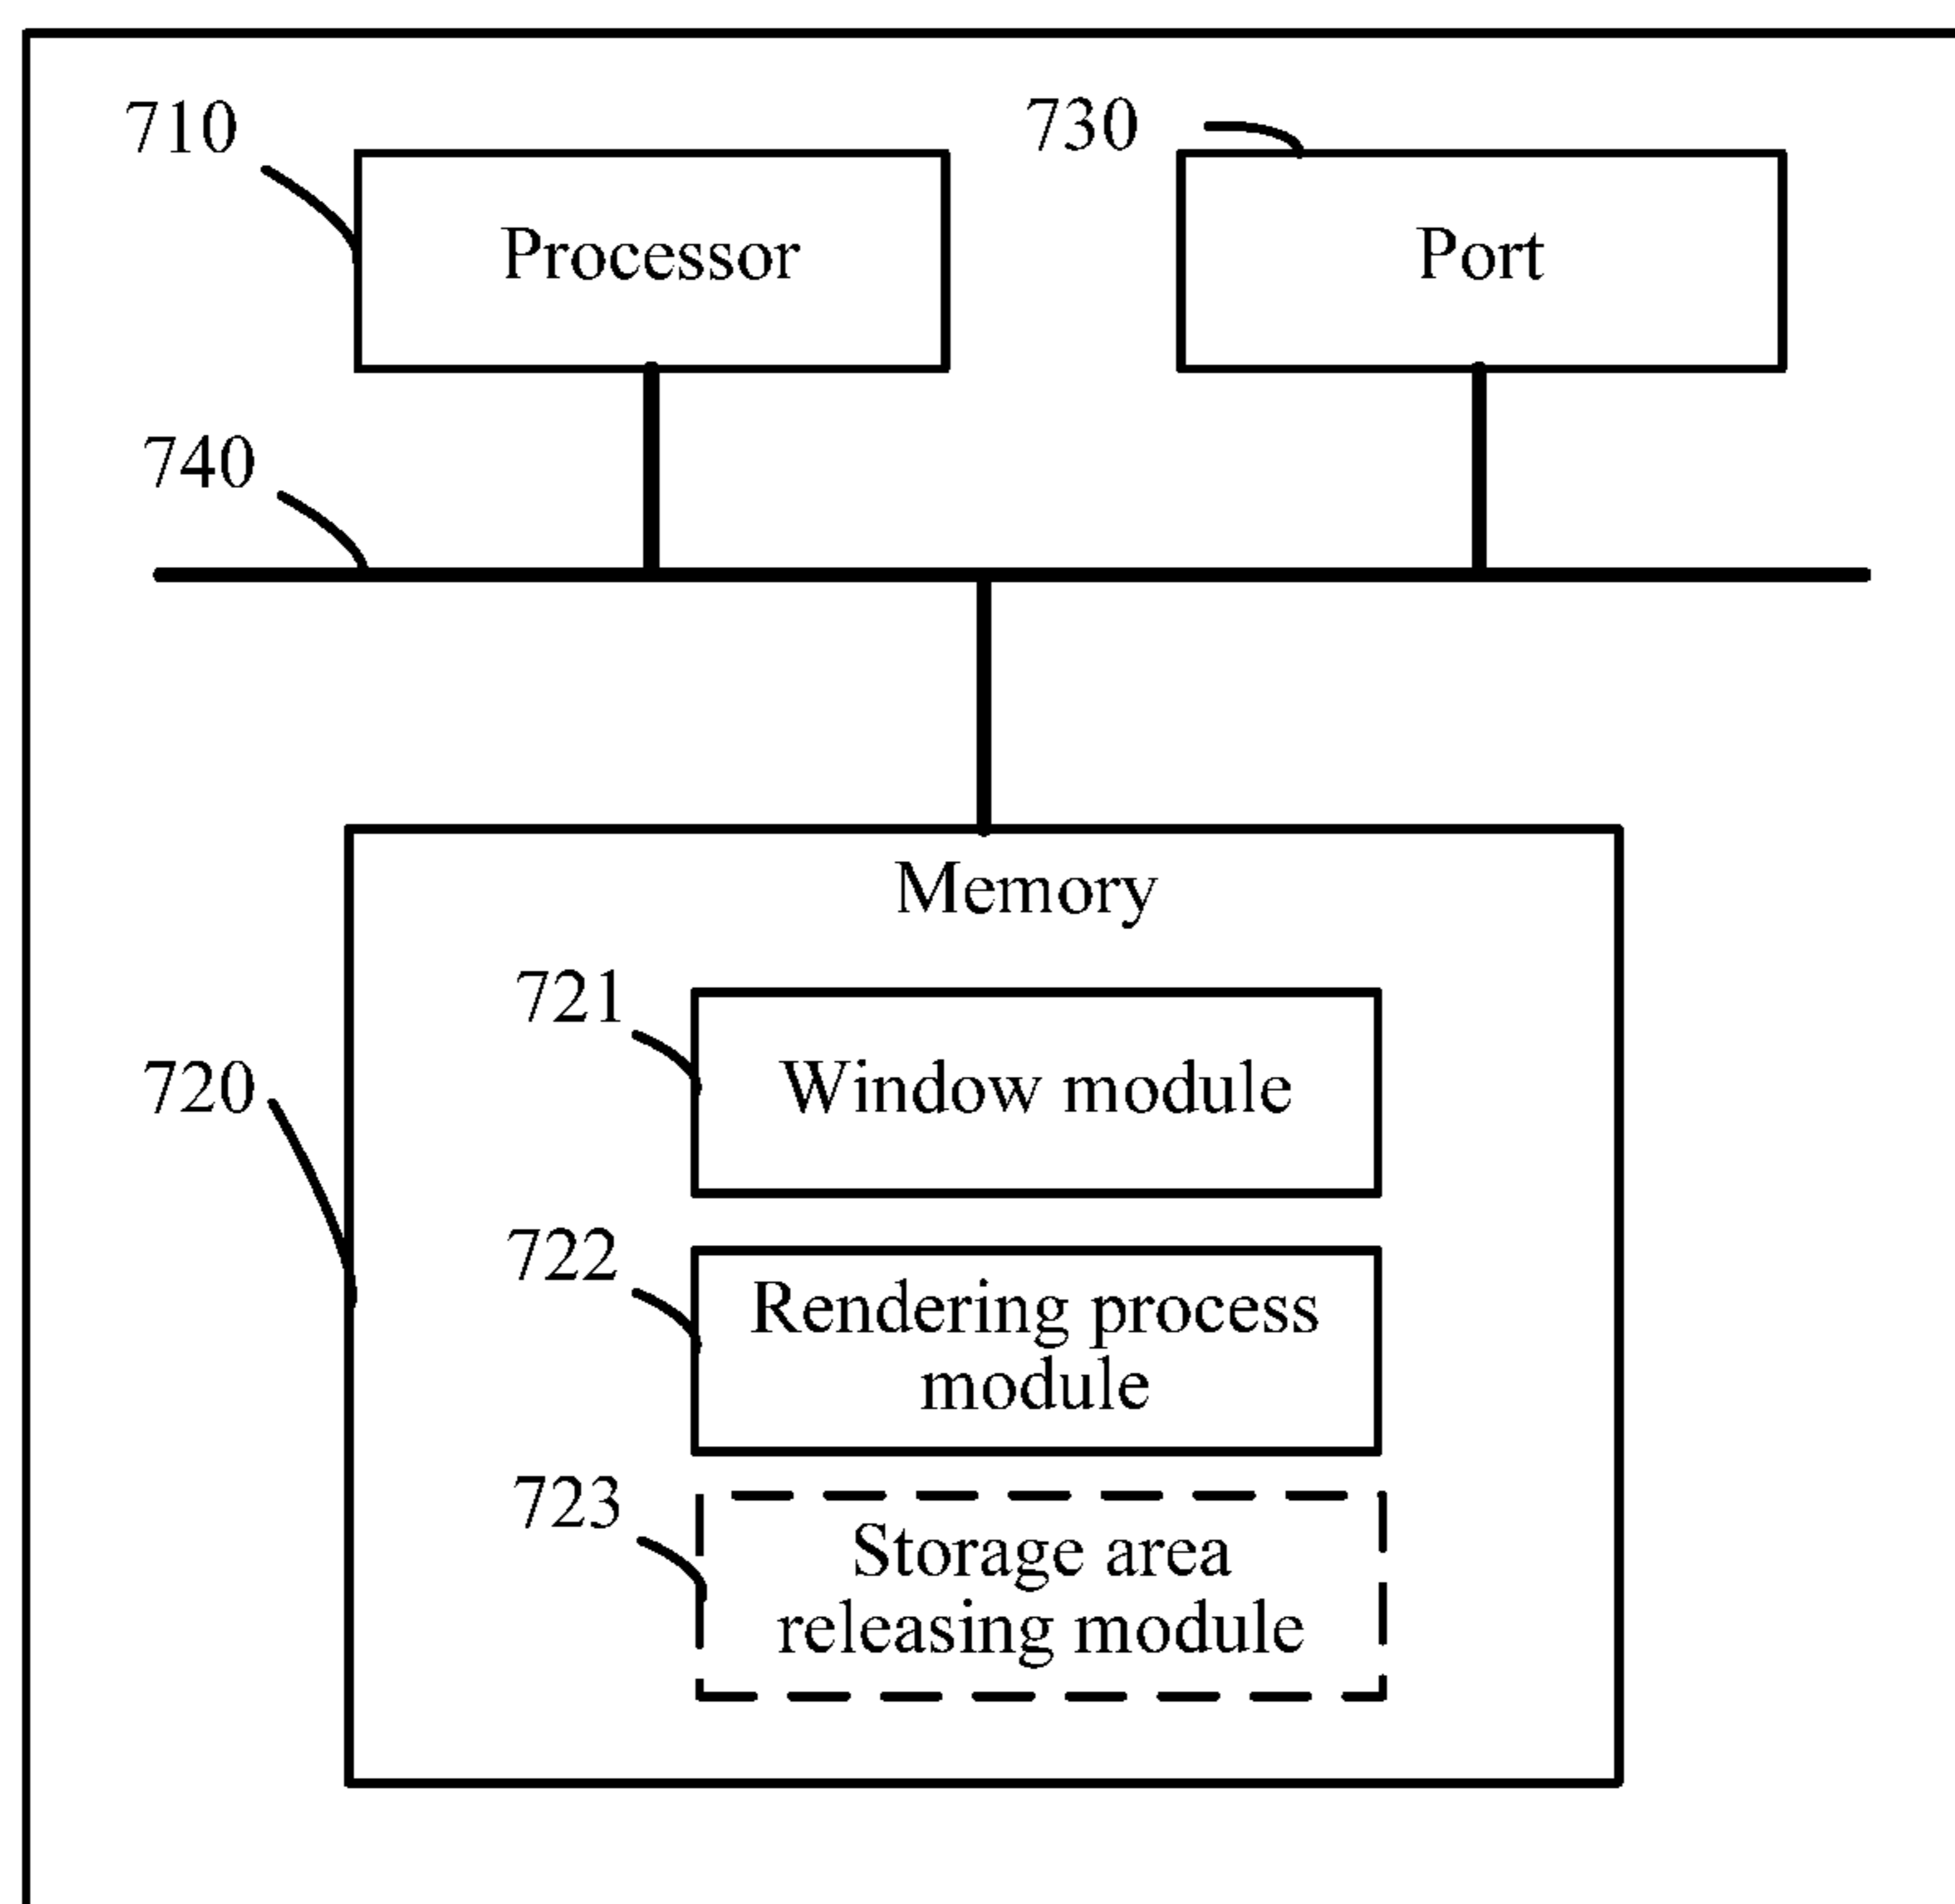 710
730
Processor
Port
740
Memory
721
Window module
720
722
Rendering process
module
723
Storage area
releasing module